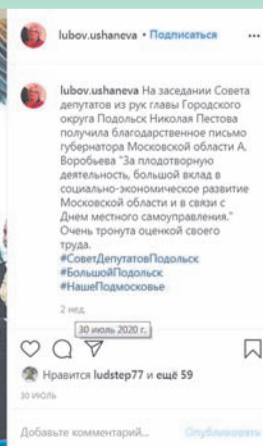 lubov.ushaneva • Подписаться ...
lubov.ushaneva На заседании Совета
депутатов из рук главы Городского
округа Подольск Николая Пестова
получила благодарственное письмо
губернатора Московской области А.
Воробьева "За плодотворную
деятельность, большой вклад в
социально-экономическое развитие
Московской области и в связи с
Днем местного самоуправления."
Очень тронута оценкой своего
труда.
#СоветДепутатовПодольск
#БольшойПодольск
#НашеПодмосковье
2 нед.
30 июль 2020 г.
Нравится ludstep77 и ещё 59
30 ИЮЛЬ
Добавьте комментарий... Опубликовать